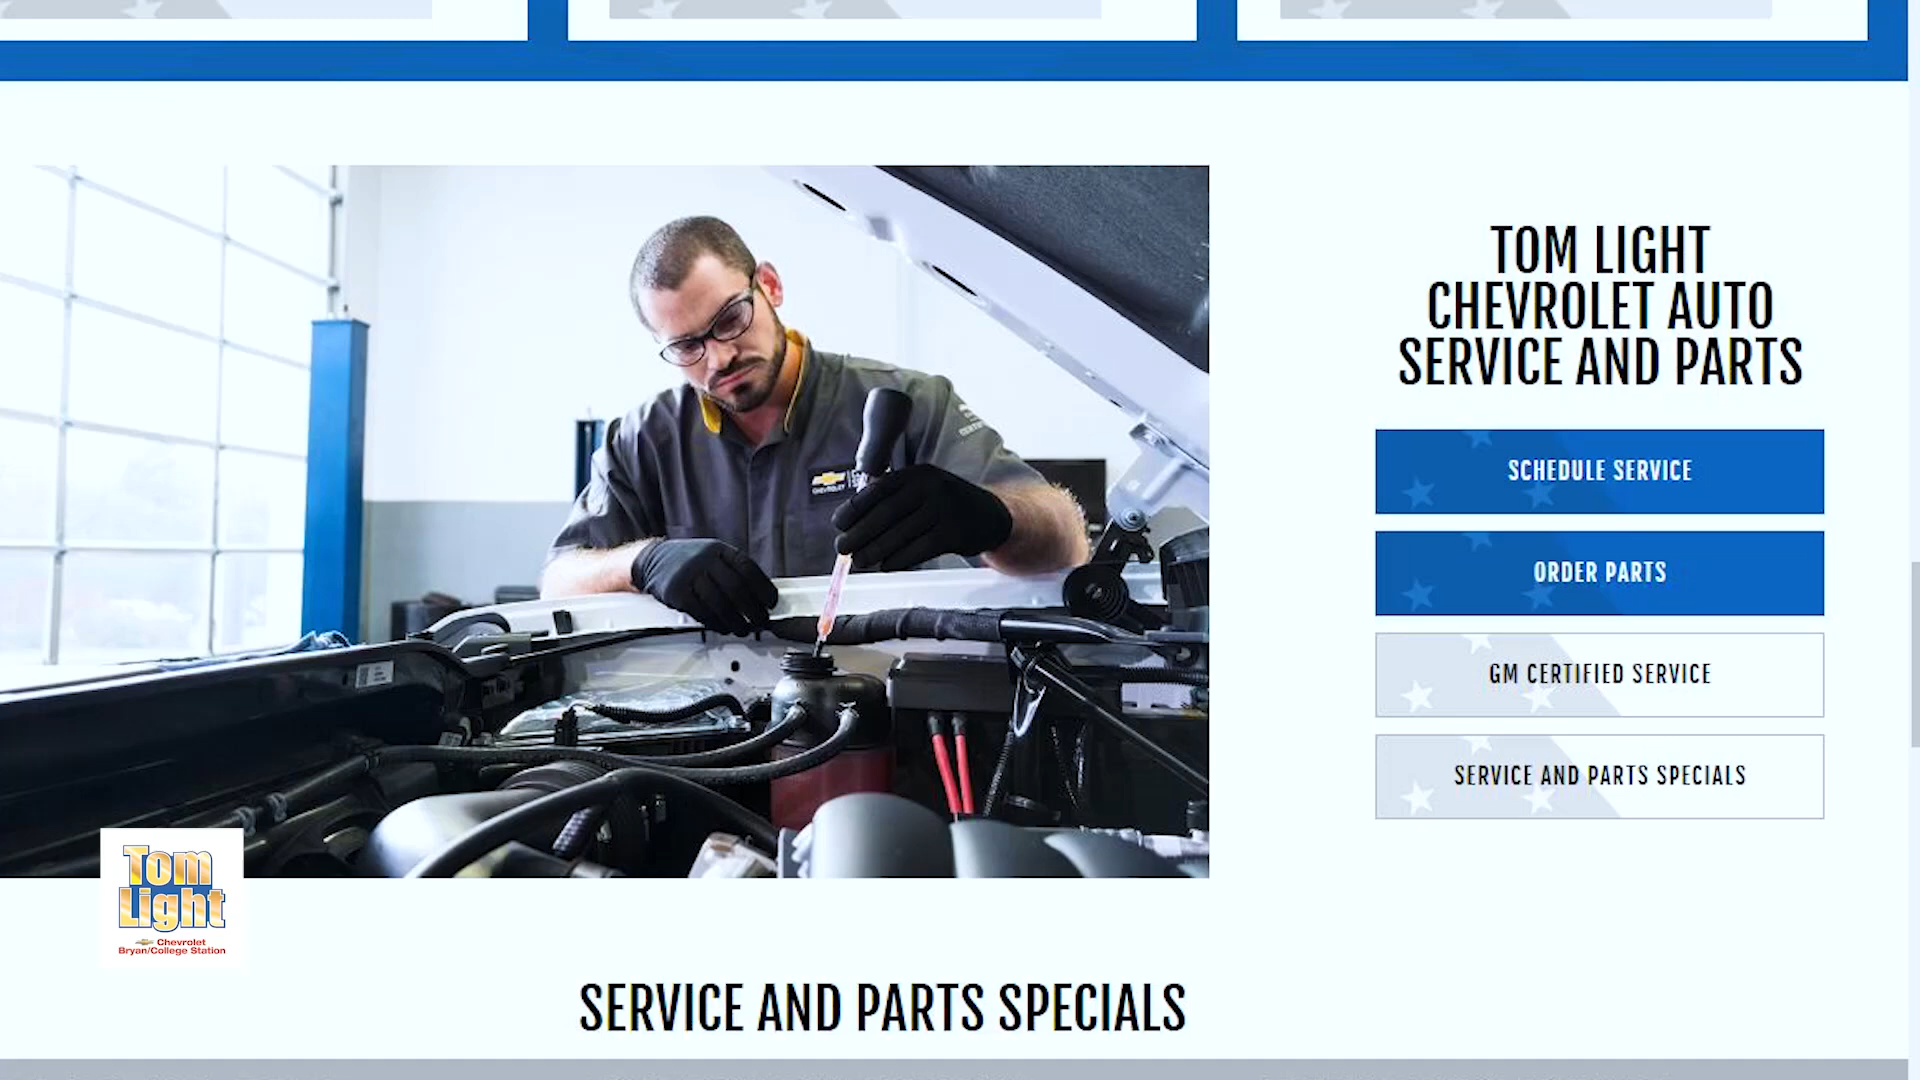 TOM LIGHT
CHEVROLET AUTO
SERVICE AND PARTS
SCHEDULE SERVICE
ORDER PARTS
GM CERTIFIED SERVICE
SERVICE AND PARTS SPECIALS
CHEVROLET
Tom
Light
Chevrolet
Bryan/College Station
SERVICE AND PARTS SPECIALS